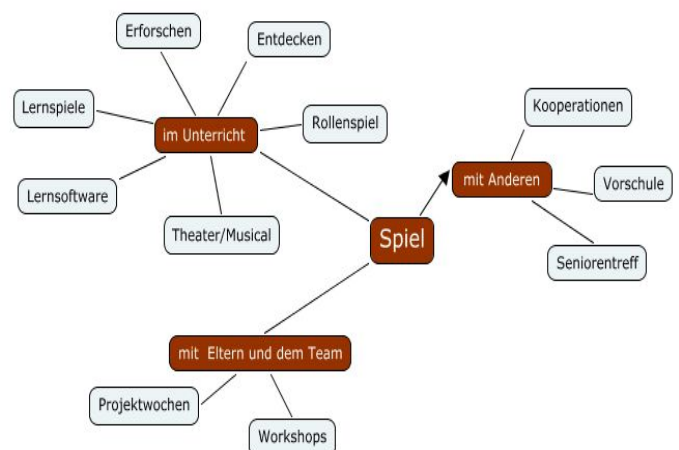 Erforschen
Entdecken
Lernspiele
Kooperationen
Rollenspiel
im Unterricht
mit Anderen
Vorschule
Lernsoftware
Theater/Musical
Spiel
Seniorentreff
mit Eltern und dem Team
Projektwochen
Workshops